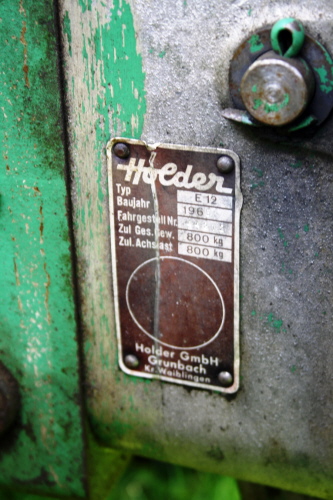 Holder
Typ E 12
Baujahr 196
Fahrgestell Nr.
Zul Ges. Gew. 800 kg
Zul. Achslast 800 kg
Holder GmbH
Grunbach
Kr. Waiblingen